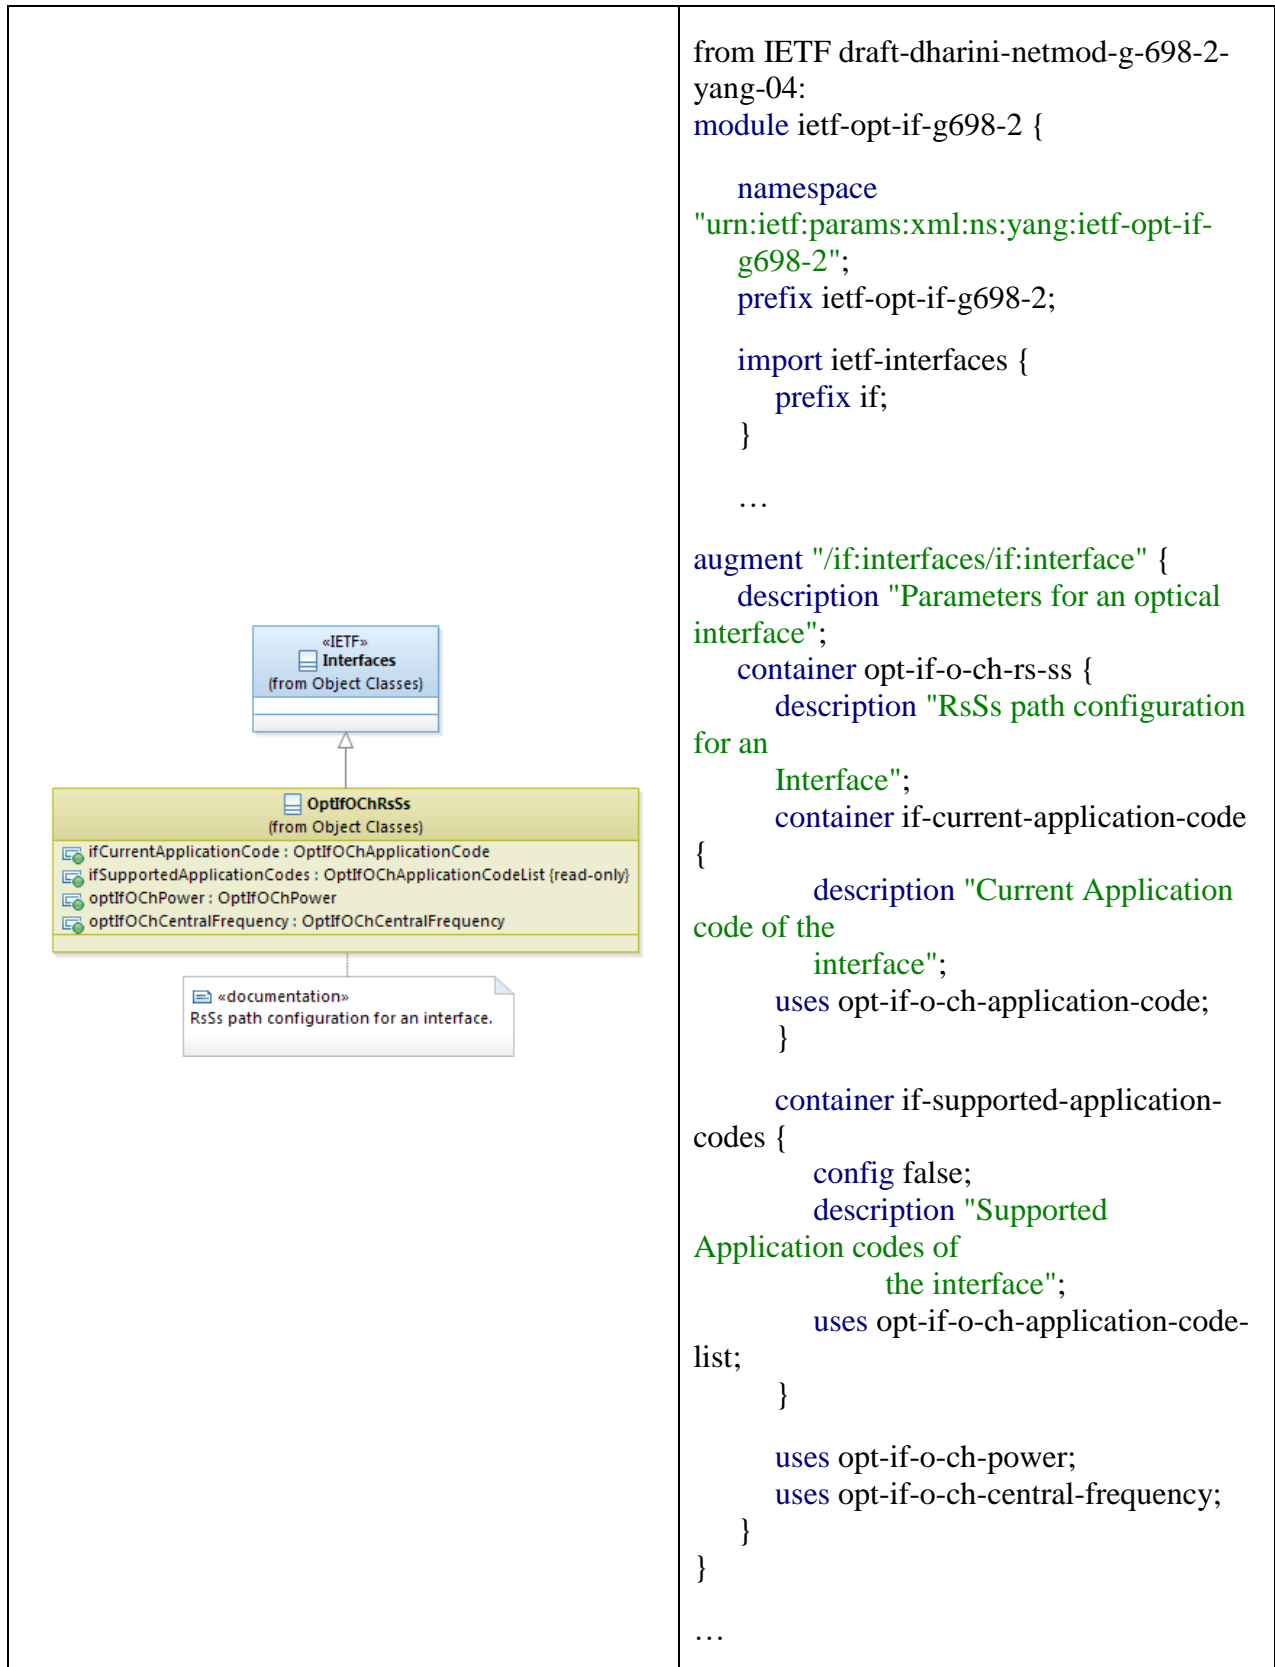 «IETF»
Interfaces
(from Object Classes)
OptIfOChRsSs
(from Object Classes)
ifCurrentApplicationCode : OptIfOChApplicationCode
ifSupportedApplicationCodes : OptIfOChApplicationCodeList {read-only}
optIfOChPower : OptIfOChPower
optIfOChCentralFrequency : OptIfOChCentralFrequency
«documentation»
RsSs path configuration for an interface.
from IETF draft-dharini-netmod-g-698-2-
yang-04:
module ietf-opt-if-g698-2 {
namespace
"urn:ietf:params:xml:ns:yang:ietf-opt-if-
g698-2";
prefix ietf-opt-if-g698-2;
import ietf-interfaces {
prefix if;
}
…
augment "/if:interfaces/if:interface" {
description "Parameters for an optical
interface";
container opt-if-o-ch-rs-ss {
description "RsSs path configuration
for an
Interface";
container if-current-application-code
{
description "Current Application
code of the
interface";
uses opt-if-o-ch-application-code;
}
container if-supported-application-
codes {
config false;
description "Supported
Application codes of
the interface";
uses opt-if-o-ch-application-code-
list;
}
uses opt-if-o-ch-power;
uses opt-if-o-ch-central-frequency;
}
}
…